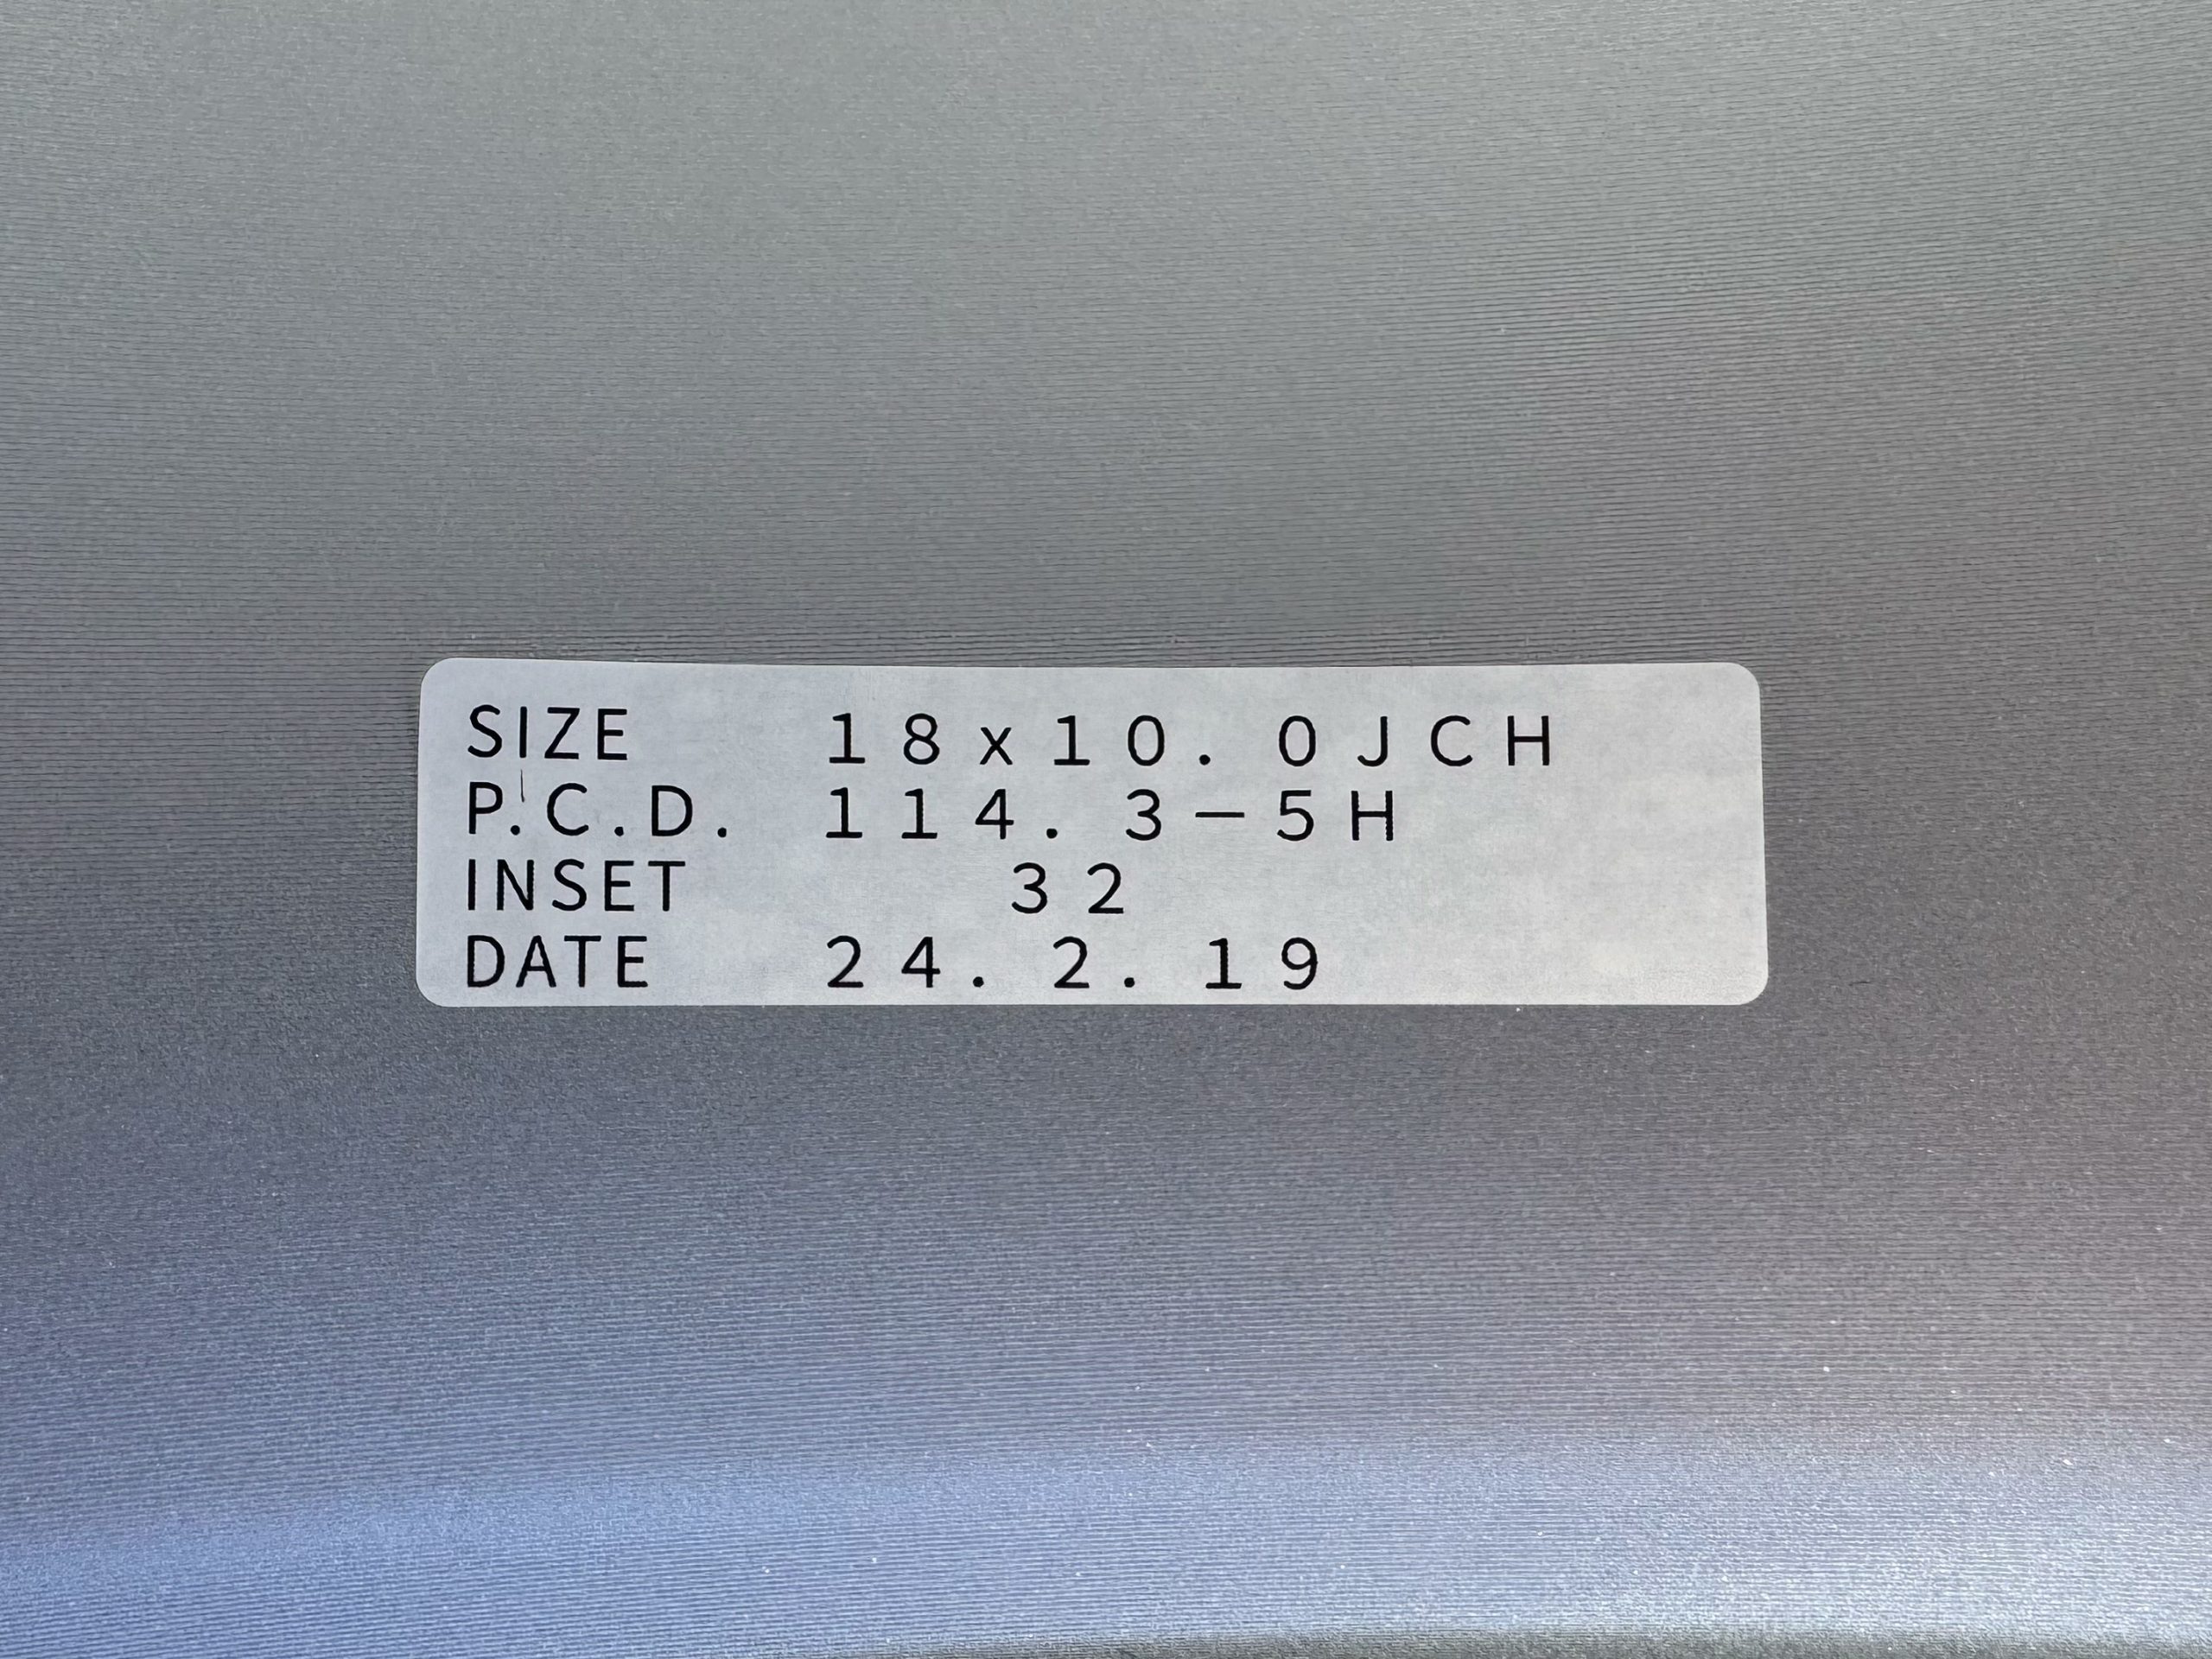 SIZE 18x10.0JCH
P.C.D. 114.3-5H
INSET 32
DATE 24.2.19